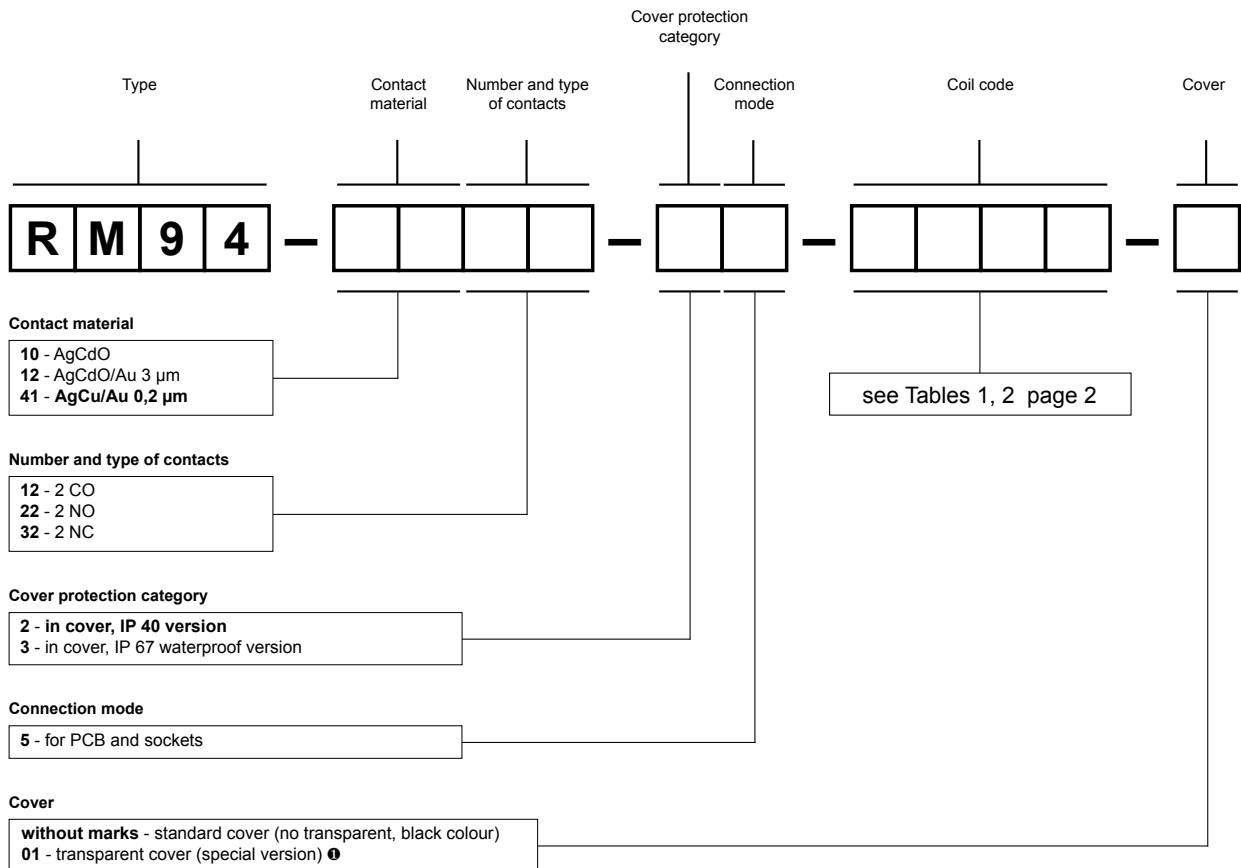 Cover protection
category
Type
Contact
material
Number and type
of contacts
Connection
mode
Coil code
Cover
R M 9 4 – – – –
Contact material
10 - AgCdO
12 - AgCdO/Au 3 µm
41 - AgCu/Au 0,2 µm
see Tables 1, 2 page 2
Number and type of contacts
12 - 2 CO
22 - 2 NO
32 - 2 NC
Cover protection category
2 - in cover, IP 40 version
3 - in cover, IP 67 waterproof version
Connection mode
5 - for PCB and sockets
Cover
without marks - standard cover (no transparent, black colour)
01 - transparent cover (special version) ❶